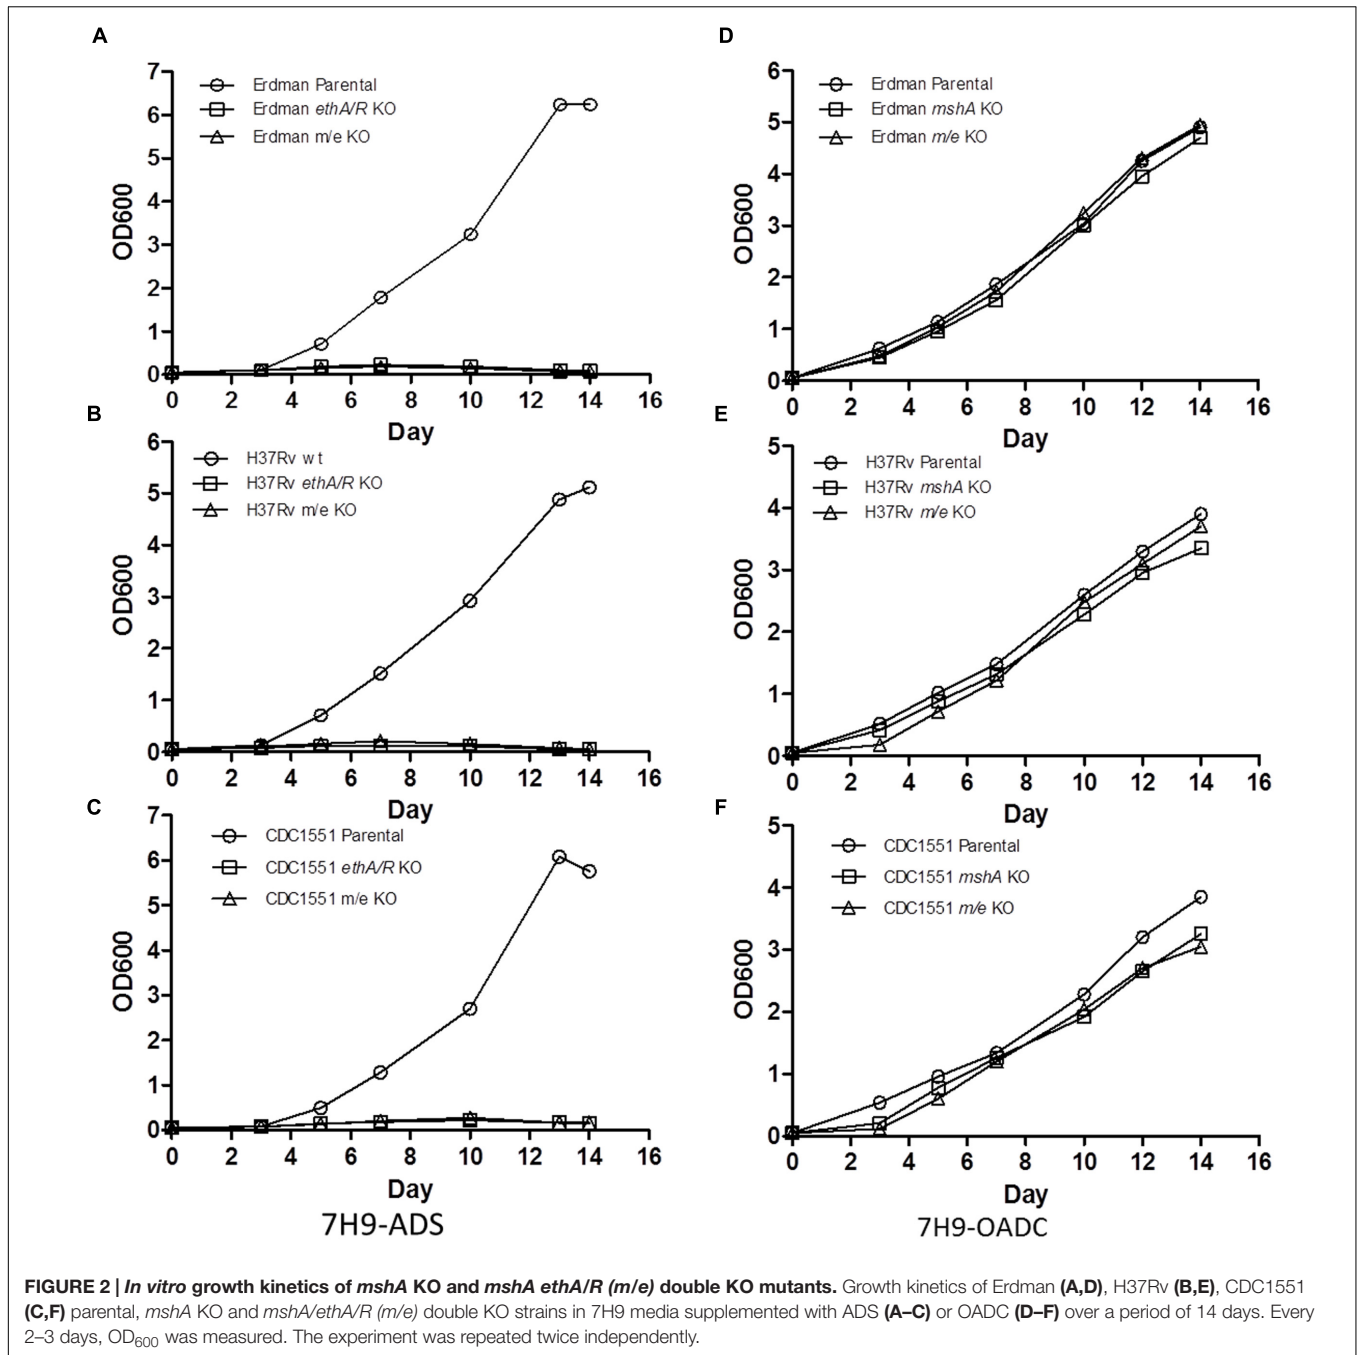 A
7
6
5
4
3
2
1
0
OD600
Erdman Parental
Erdman ethA/R KO
Erdman m/e KO
0 2 4 6 8 10 12 14 16
Day
D
6
5
4
3
2
1
0
OD600
Erdman Parental
Erdman mshA KO
Erdman m/e KO
0 2 4 6 8 10 12 14 16
Day
B
6
5
4
3
2
1
0
OD600
H37Rv wt
H37Rv ethA/R KO
H37Rv m/e KO
0 2 4 6 8 10 12 14 16
Day
E
5
4
3
2
1
0
OD600
H37Rv Parental
H37Rv mshA KO
H37Rv m/e KO
0 2 4 6 8 10 12 14 16
Day
C
7
6
5
4
3
2
1
0
OD600
CDC1551 Parental
CDC1551 ethA/R KO
CDC1551 m/e KO
0 2 4 6 8 10 12 14 16
Day
7H9-ADS
F
5
4
3
2
1
0
OD600
CDC1551 Parental
CDC1551 mshA KO
CDC1551 m/e KO
0 2 4 6 8 10 12 14 16
Day
7H9-OADC
FIGURE 2 | In vitro growth kinetics of mshA KO and mshA ethA/R (m/e) double KO mutants. Growth kinetics of Erdman (A,D), H37Rv (B,E), CDC1551
(C,F) parental, mshA KO and mshA/ethA/R (m/e) double KO strains in 7H9 media supplemented with ADS (A–C) or OADC (D–F) over a period of 14 days. Every
2–3 days, OD600 was measured. The experiment was repeated twice independently.